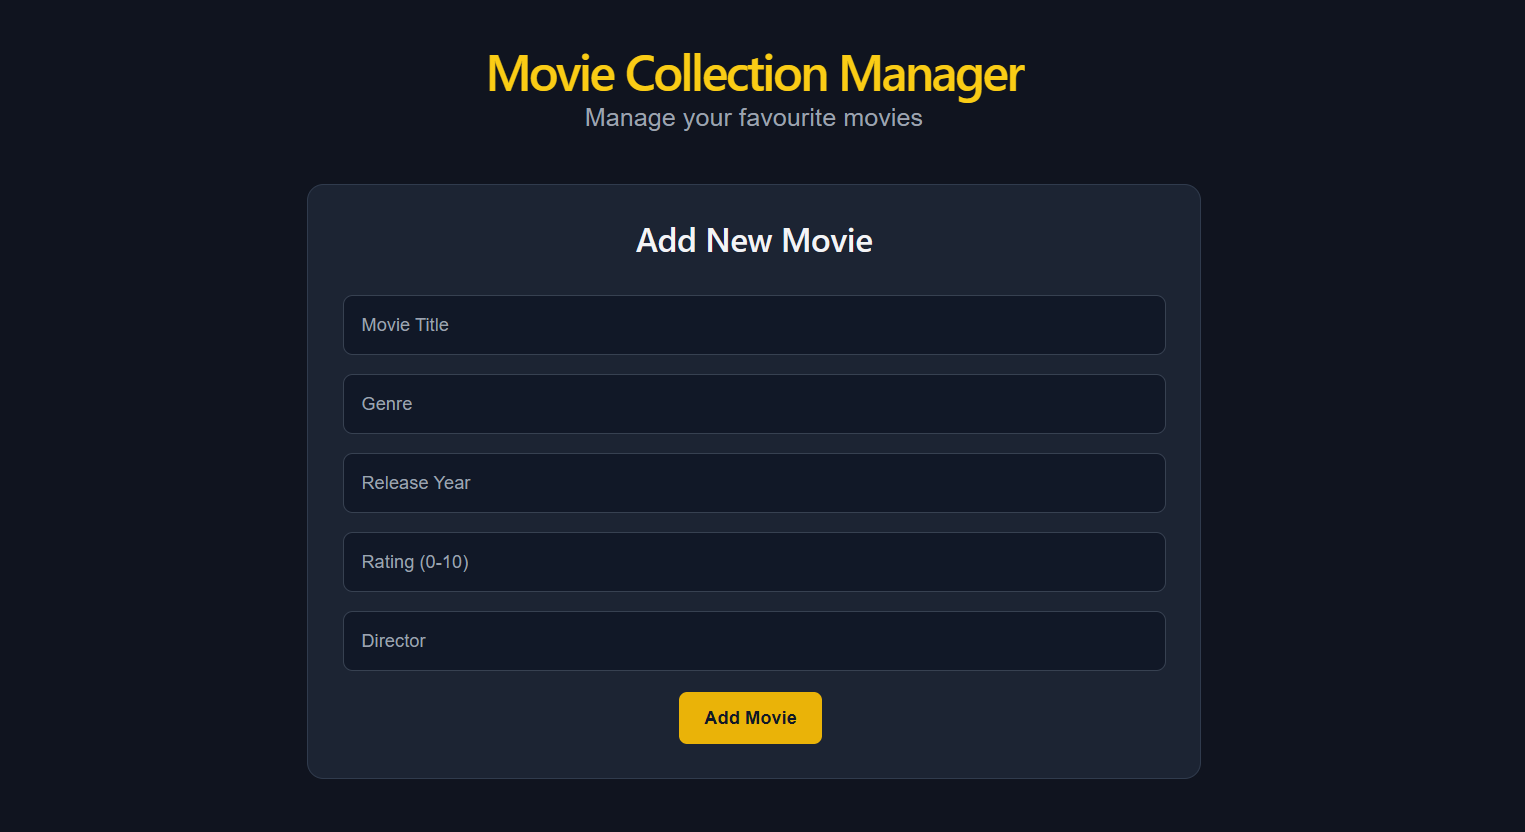 Movie Collection Manager
Manage your favourite movies
Add New Movie
Movie Title
Genre
Release Year
Rating (0-10)
Director
Add Movie